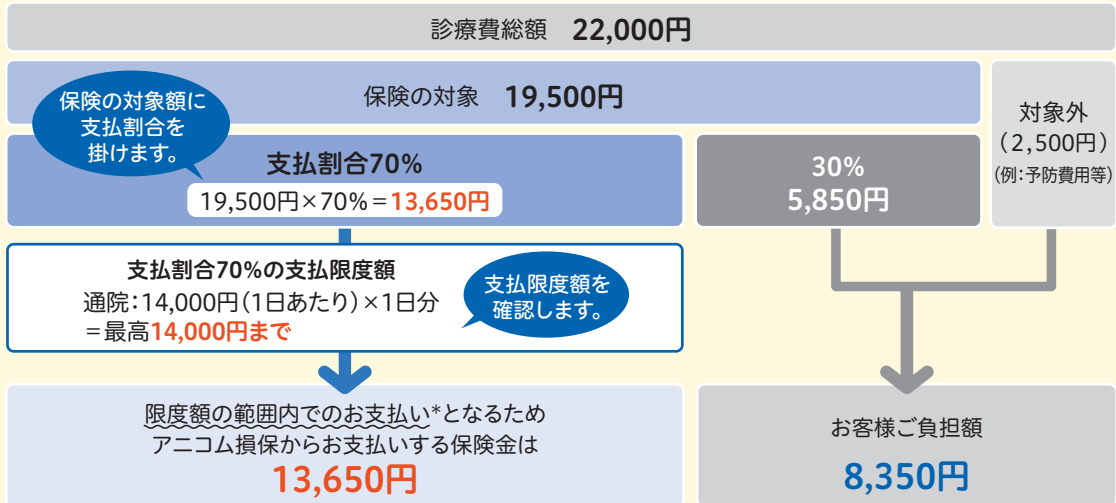 診療費総額 22,000円
保険の対象 19,500円
保険の対象額に
支払割合を
掛けます。
対象外
(2,500円)
(例:予防費用等)
支払割合70%
19,500円×70%=13,650円
30%
5,850円
支払割合70%の支払限度額
通院:14,000円(1日あたり)×1日分
=最高14,000円まで
支払限度額を
確認します。
限度額の範囲内でのお支払い*となるため
アニコム損保からお支払いする保険金は
13,650円
お客様ご負担額
8,350円